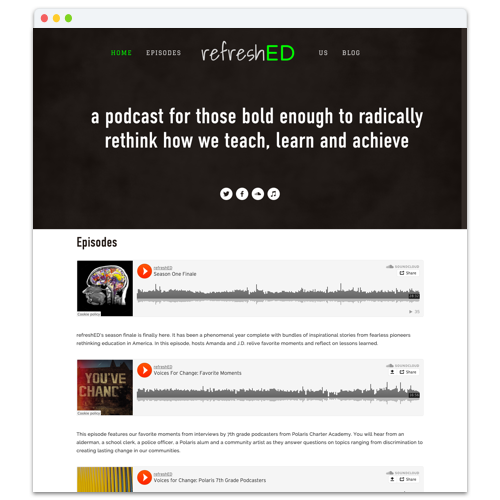 HOME EPISODES refreshED US BLOG
a podcast for those bold enough to radically
rethink how we teach, learn and achieve
Episodes
refreshED
Season One Finale
SOUNDCLOUD
Share
Cookie policy
refreshED's season finale is finally here. It has been a phenomenal year complete with bundles of inspirational stories from fearless pioneers
rethinking education in America. In this episode, hosts Amanda and J.D. relive favorite moments and reflect on lessons learned.
refreshED
Voices For Change: Favorite Moments
SOUNDCLOUD
Share
YOU'VE
CHANC
Cookie policy
This episode features our favorite moments from interviews by 7th grade podcasters from Polaris Charter Academy. You will hear from an
alderman, a school clerk, a police officer, a Polaris alum and a community artist as they answer questions on topics ranging from discrimination to
creating lasting change in our communities.
refreshED
Voices for Change: Polaris 7th Grade Podcasters
SOUNDCLOUD
Share